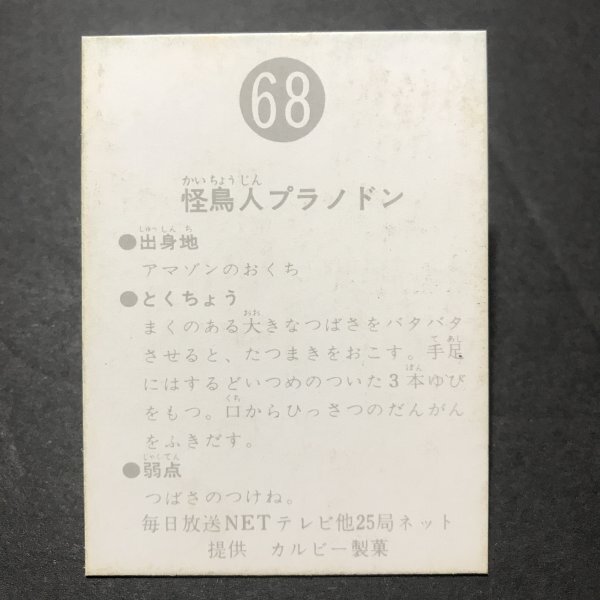 68
かいちょうじん
怪鳥人プラノドン
しゅっしんち
●出身地
アマゾンのおくち
●とくちょう
おお
まくのある大きなつばさをバタバタ
てあし
させると、たつまきをおこす。手足
ぽん
にはするどいつめのついた3本ゆび
くち
をもつ。口からひっさつのだんがん
をふきだす。
じゃくてん
●弱点
つばさのつけね。
毎日放送NETテレビ他25局ネット
提供　カルビー製菓